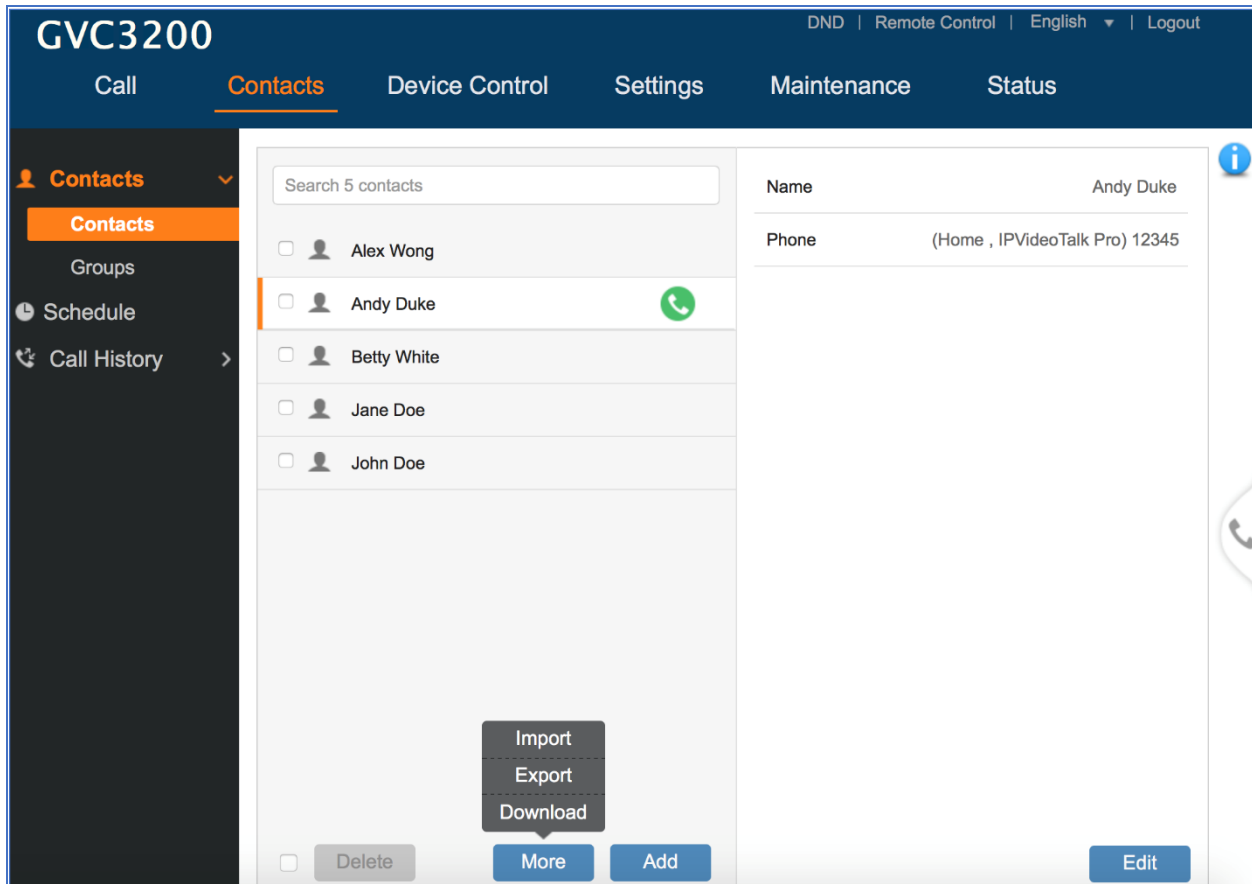 GVC3200
DND | Remote Control | English | Logout
Call Contacts Device Control Settings Maintenance Status
Contacts
Contacts
Groups
Schedule
Call History
Search 5 contacts
Alex Wong
Andy Duke
Betty White
Jane Doe
John Doe
Import
Export
Download
Delete More Add
Name Andy Duke
Phone (Home , IPVideoTalk Pro) 12345
Edit